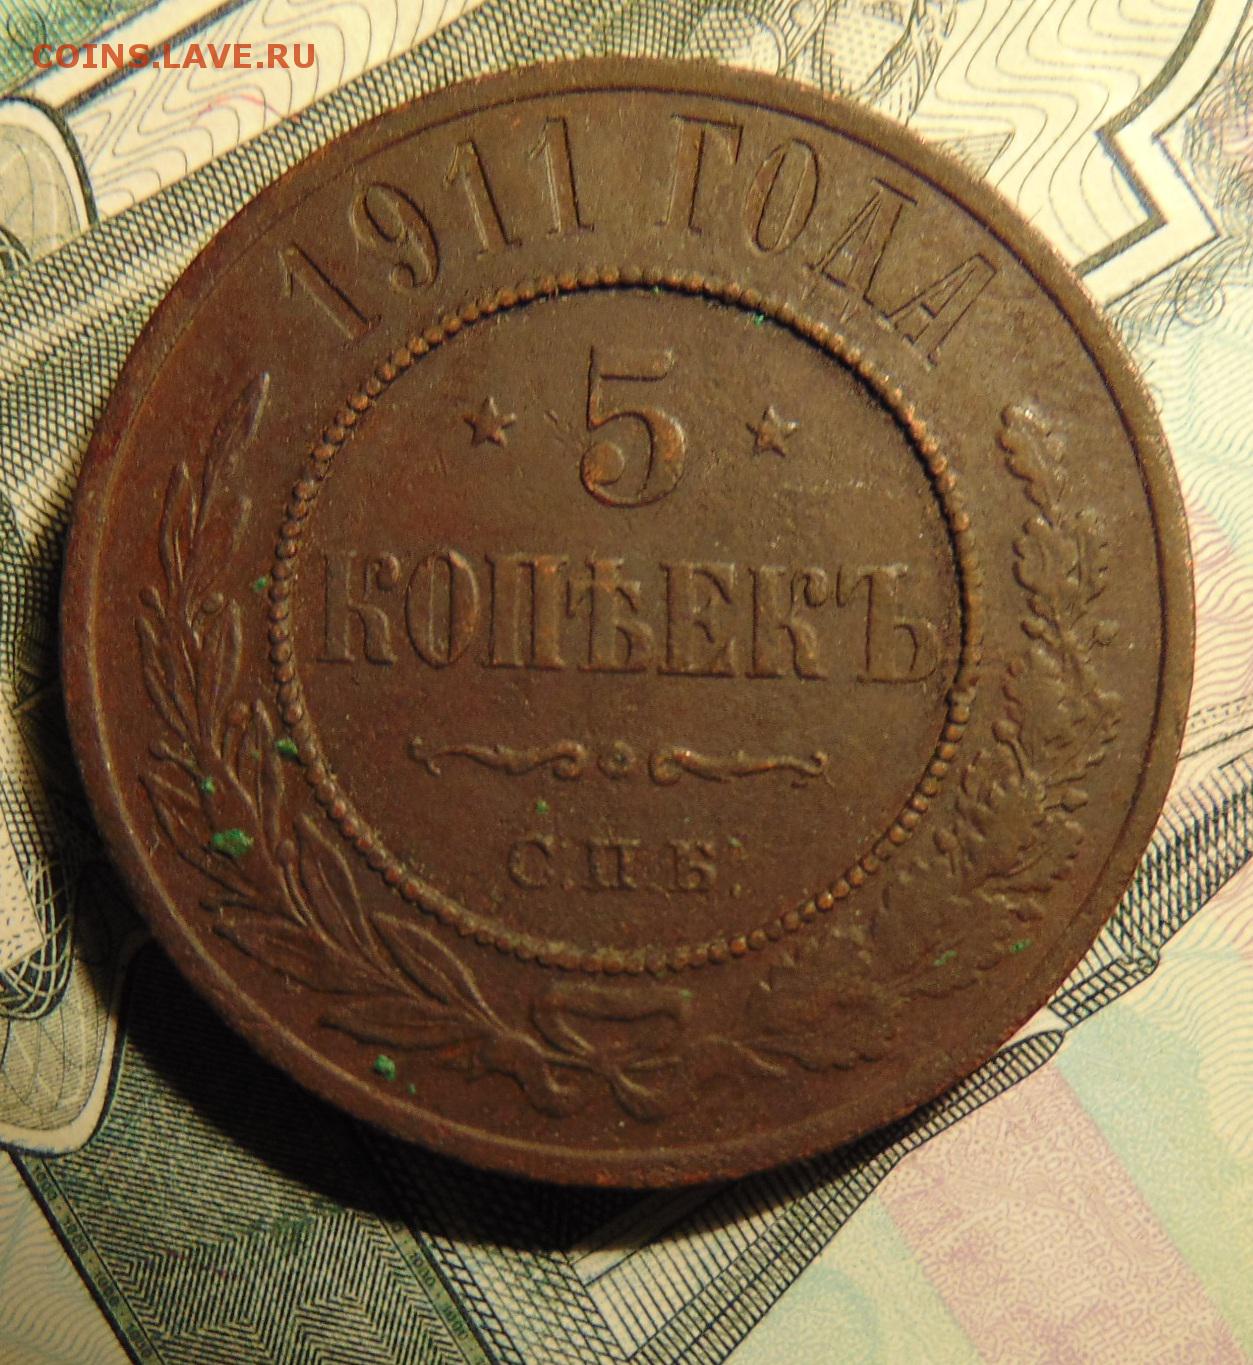 COINS.LAVE.RU
1911 ГОДА
5
КОПѢЕКЪ
С.П.Б.